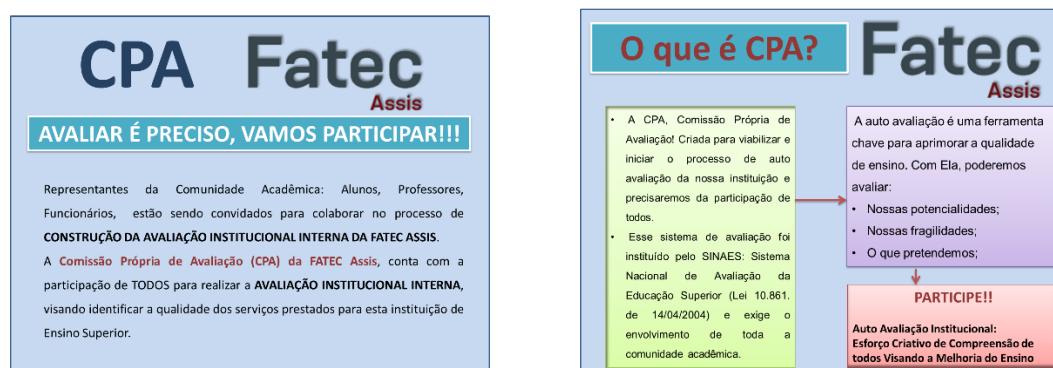 CPA Fatec
Assis
AVALIAR É PRECISO, VAMOS PARTICIPAR!!!
Representantes da Comunidade Acadêmica: Alunos, Professores,
Funcionários, estão sendo convidados para colaborar no processo de
CONSTRUÇÃO DA AVALIAÇÃO INSTITUCIONAL INTERNA DA FATEC ASSIS.
A Comissão Própria de Avaliação (CPA) da FATEC Assis, conta com a
participação de TODOS para realizar a AVALIAÇÃO INSTITUCIONAL INTERNA,
visando identificar a qualidade dos serviços prestados para esta instituição de
Ensino Superior.
O que é CPA?
Fatec
Assis
• A CPA, Comissão Própria de
Avaliação! Criada para viabilizar e
iniciar o processo de auto
avaliação da nossa instituição e
precisaremos da participação de
todos.
• Esse sistema de avaliação foi
instituído pelo SINAES: Sistema
Nacional de Avaliação da
Educação Superior (Lei 10.861.
de 14/04/2004) e exige o
envolvimento de toda a
comunidade acadêmica.
A auto avaliação é uma ferramenta
chave para aprimorar a qualidade
de ensino. Com Ela, poderemos
avaliar:
• Nossas potencialidades;
• Nossas fragilidades;
• O que pretendemos;
PARTICIPE!!
Auto Avaliação Institucional:
Esforço Criativo de Compreensão de
todos Visando a Melhoria do Ensino